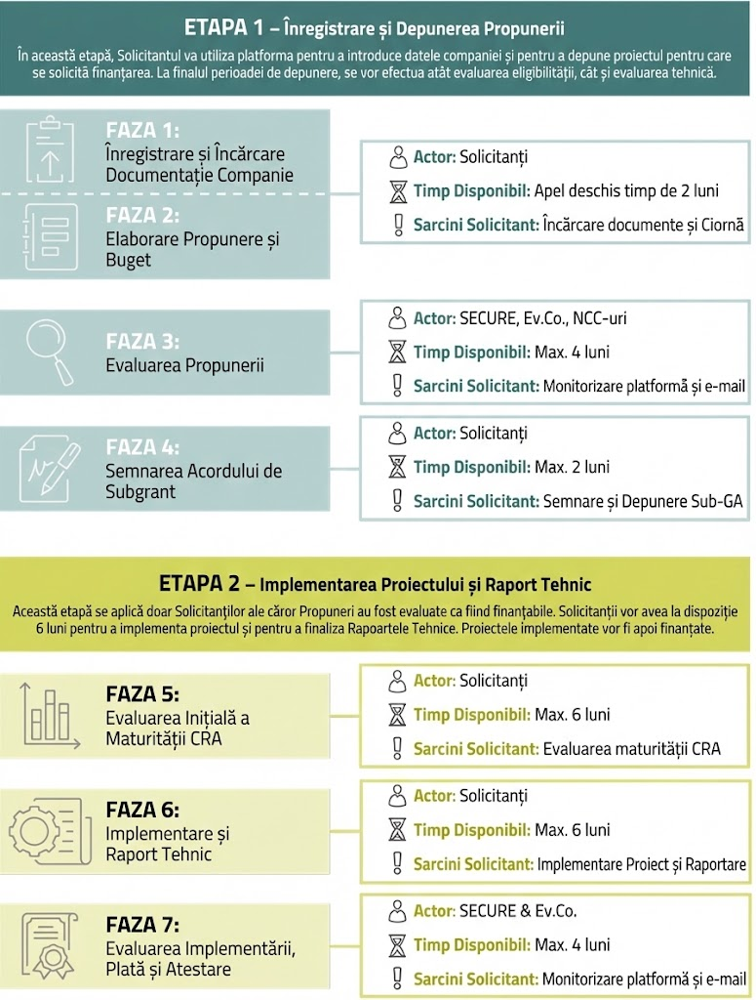 ETAPA 1 – Înregistrare și Depunerea Propunerii
În această etapă, Solicitantul va utiliza platforma pentru a introduce datele companiei și pentru a depune proiectul pentru care
se solicită finanțarea. La finalul perioadei de depunere, se vor efectua atât evaluarea eligibilității, cât și evaluarea tehnică.
FAZA 1:
Înregistrare și Încărcare
Documentație Companie
FAZA 2:
Elaborare Propunere și
Buget
Actor: Solicitanți
Timp Disponibil: Apel deschis timp de 2 luni
Sarcini Solicitant: Încărcare documente și Ciornă
FAZA 3:
Evaluarea Propunerii
Actor: SECURE, Ev.Co., NCC-uri
Timp Disponibil: Max. 4 luni
Sarcini Solicitant: Monitorizare platformă și e-mail
FAZA 4:
Semnarea Acordului de
Subgrant
Actor: Solicitanți
Timp Disponibil: Max. 2 luni
Sarcini Solicitant: Semnare și Depunere Sub-GA
ETAPA 2 – Implementarea Proiectului și Raport Tehnic
Această etapă se aplică doar Solicitanților ale căror Propuneri au fost evaluate ca fiind finanțabile. Solicitanții vor avea la dispoziție
6 luni pentru a implementa proiectul și pentru a finaliza Rapoartele Tehnice. Proiectele implementate vor fi apoi finanțate.
FAZA 5:
Evaluarea Inițială a
Maturității CRA
Actor: Solicitanți
Timp Disponibil: Max. 6 luni
Sarcini Solicitant: Evaluarea maturității CRA
FAZA 6:
Implementare și
Raport Tehnic
Actor: Solicitanți
Timp Disponibil: Max. 6 luni
Sarcini Solicitant: Implementare Proiect și Raportare
FAZA 7:
Evaluarea Implementării,
Plată și Atestare
Actor: SECURE & Ev.Co.
Timp Disponibil: Max. 4 luni
Sarcini Solicitant: Monitorizare platformă și e-mail